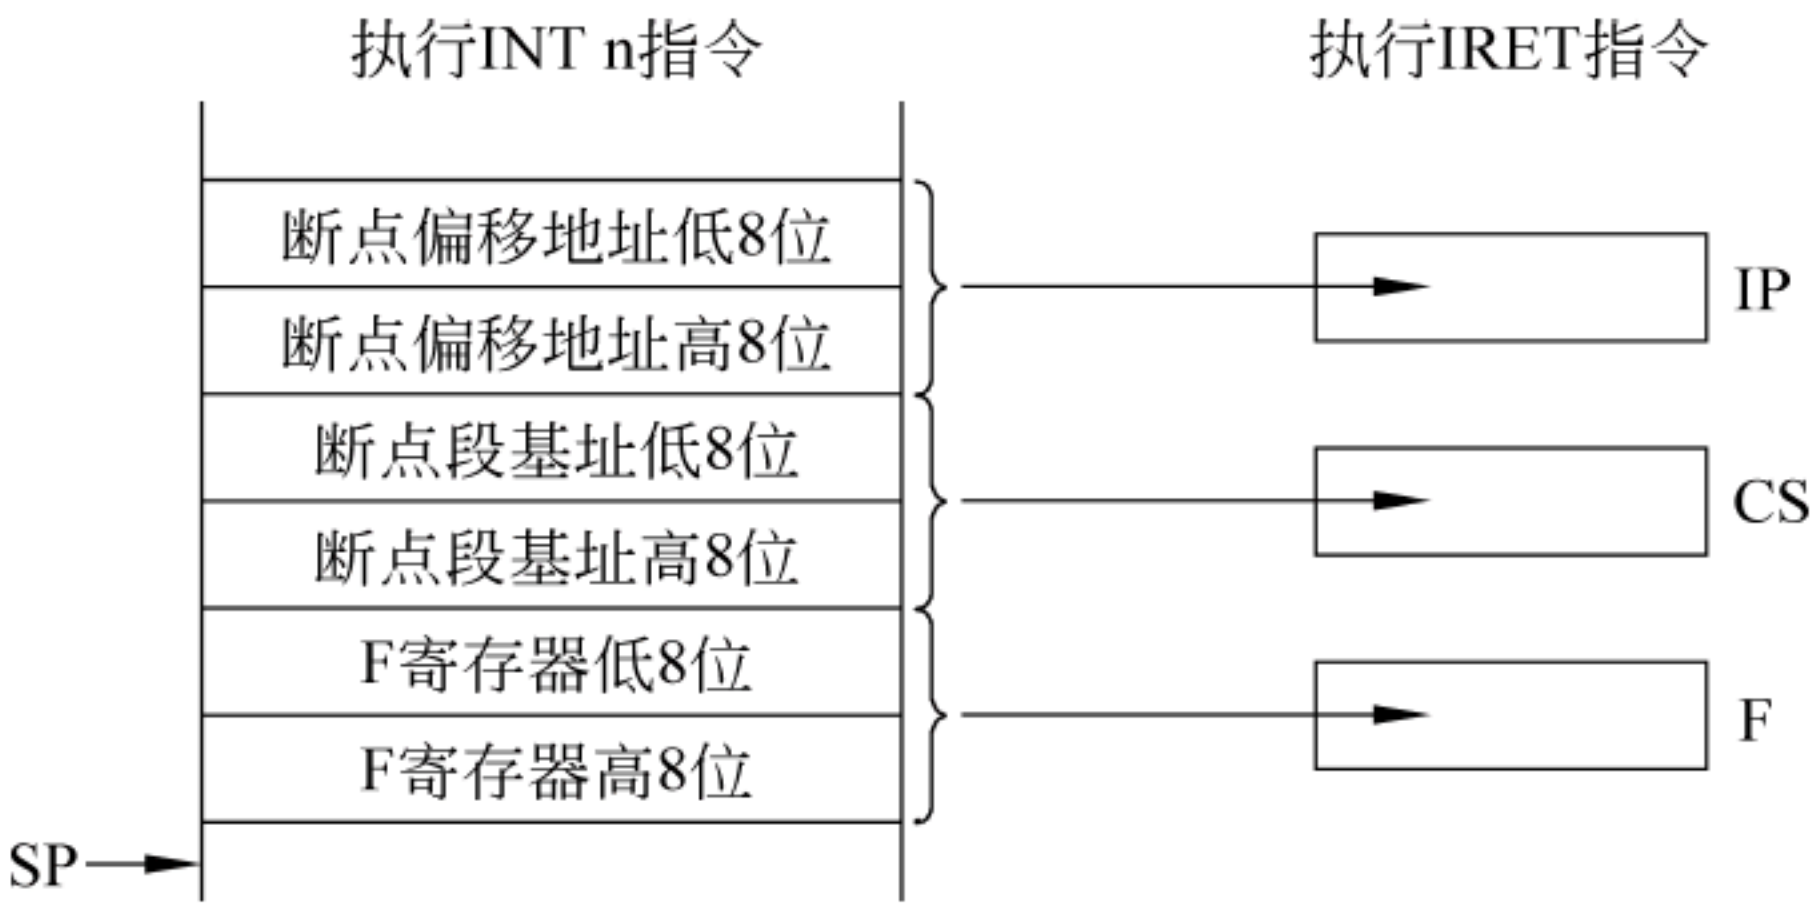 执行INT n指令
执行IRET指令
断点偏移地址低8位
断点偏移地址高8位
IP
断点段基址低8位
断点段基址高8位
CS
F寄存器低8位
F寄存器高8位
F
SP